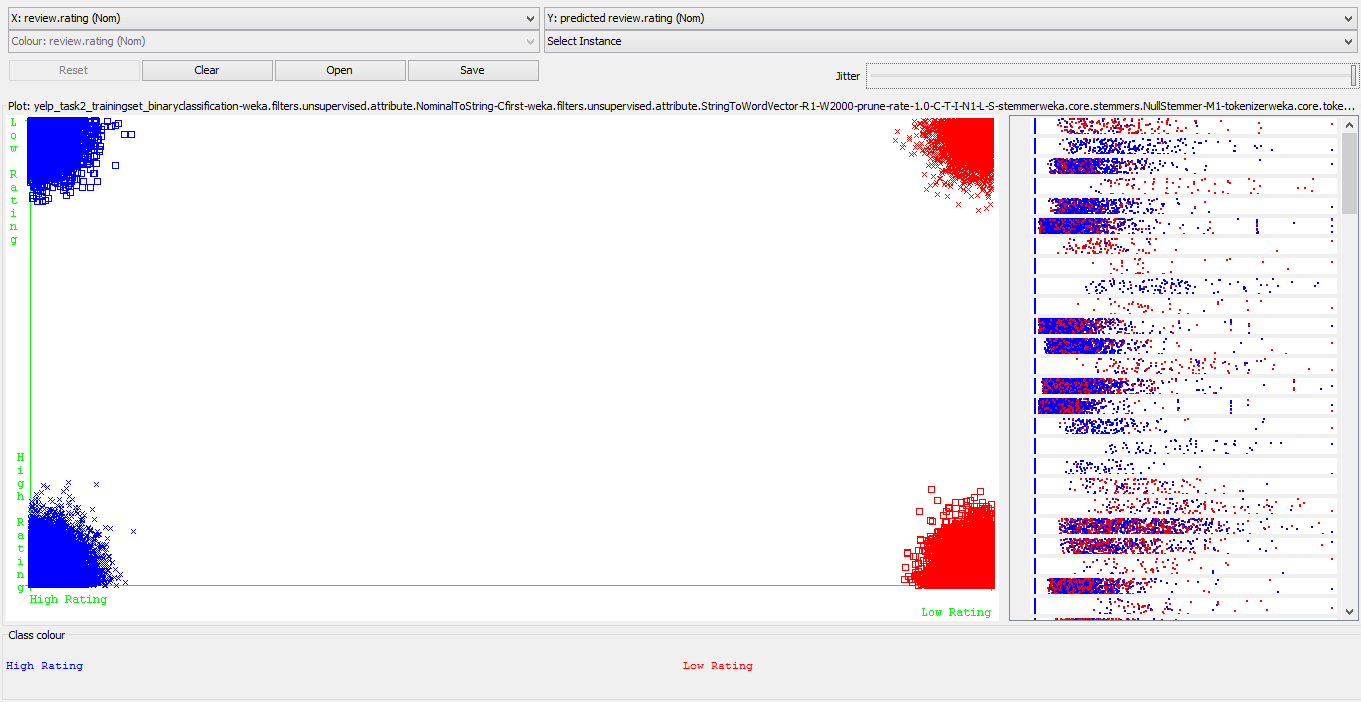 X: review.rating (Nom)
Y: predicted review.rating (Nom)
Colour: review.rating (Nom)
Select Instance
Reset
Clear
Open
Save
Jitter
Plot: yelp_task2_trainingset_binaryclassification-weka.filters.unsupervised.attribute.NominalToString-Cfirst-weka.filters.unsupervised.attribute.StringToWordVector-R1-W2000-prune-rate-1.0-C-T-I-N1-L-S-stemmerweka.core.stemmers.NullStemmer-M1-tokenizerweka.core.toke...
Low Rating
High Rating
High Rating
Low Rating
Class colour
High Rating
Low Rating